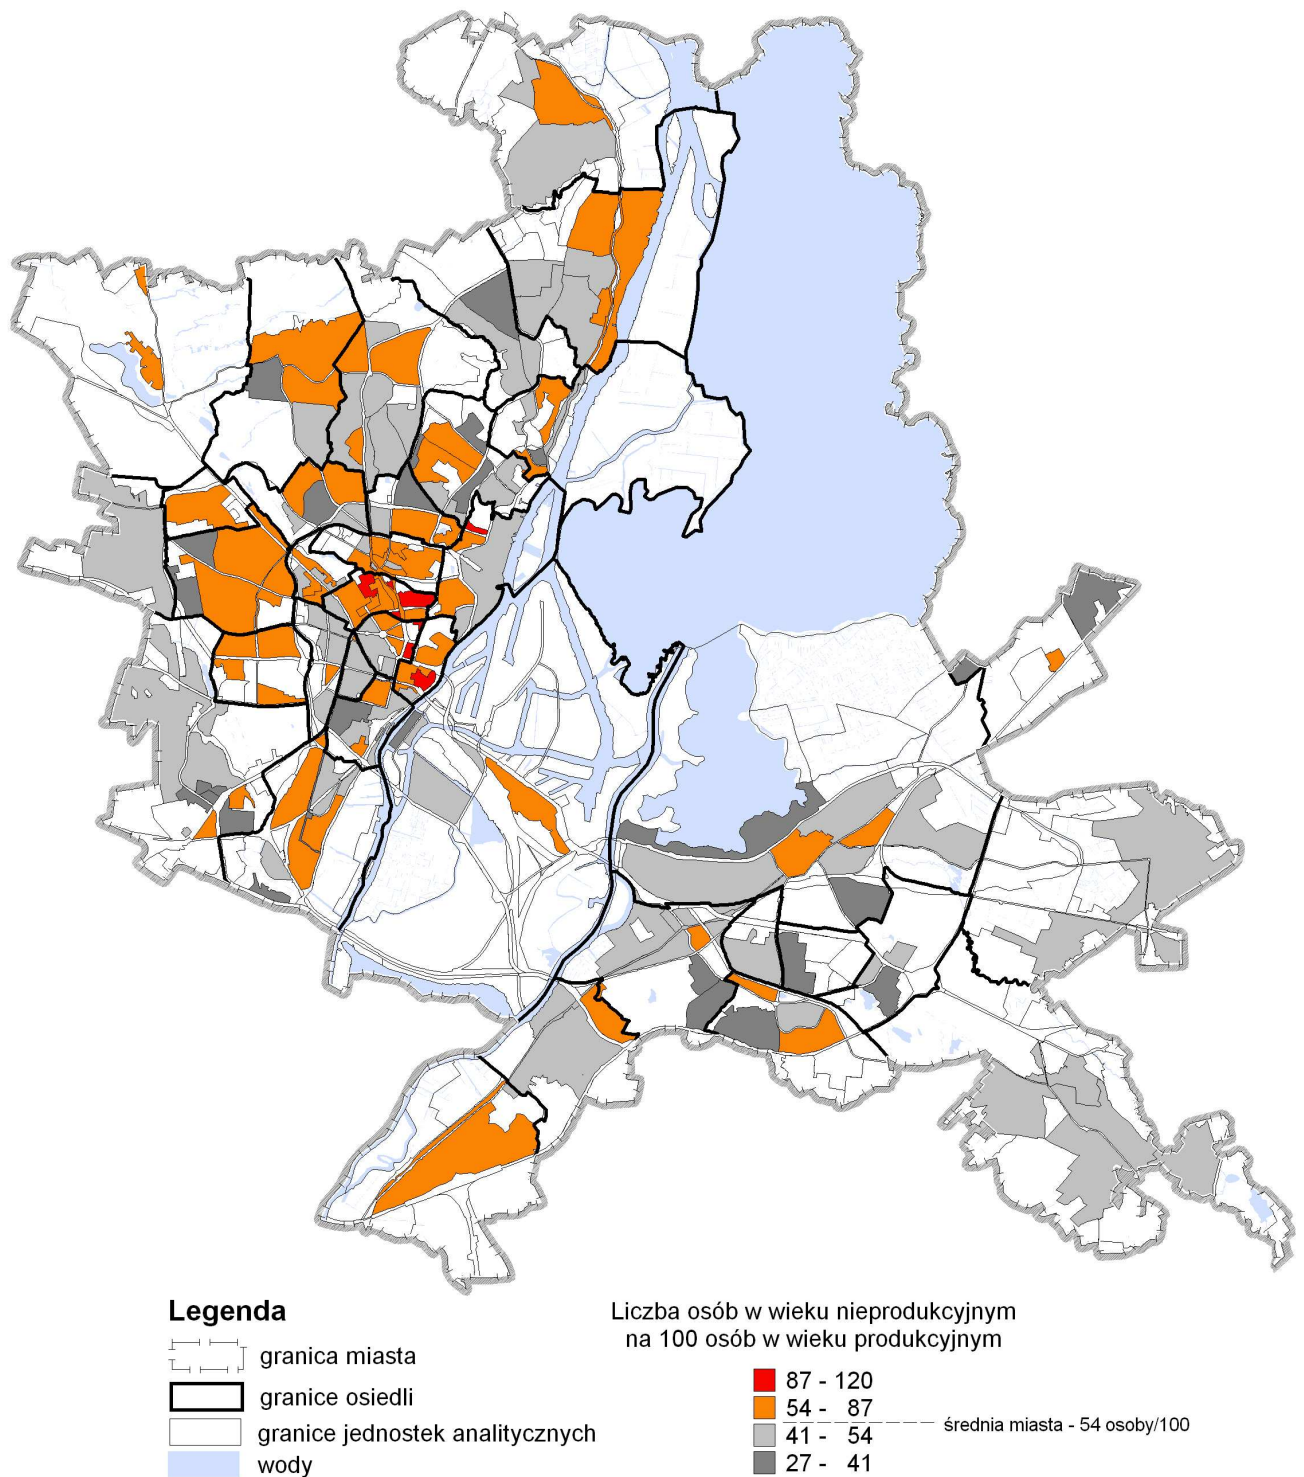 Legenda
granica miasta
granice osiedli
granice jednostek analitycznych
wody
Liczba osób w wieku nieprodukcyjnym
na 100 osób w wieku produkcyjnym
87 - 120
54 - 87
średnia miasta - 54 osoby/100
41 - 54
27 - 41